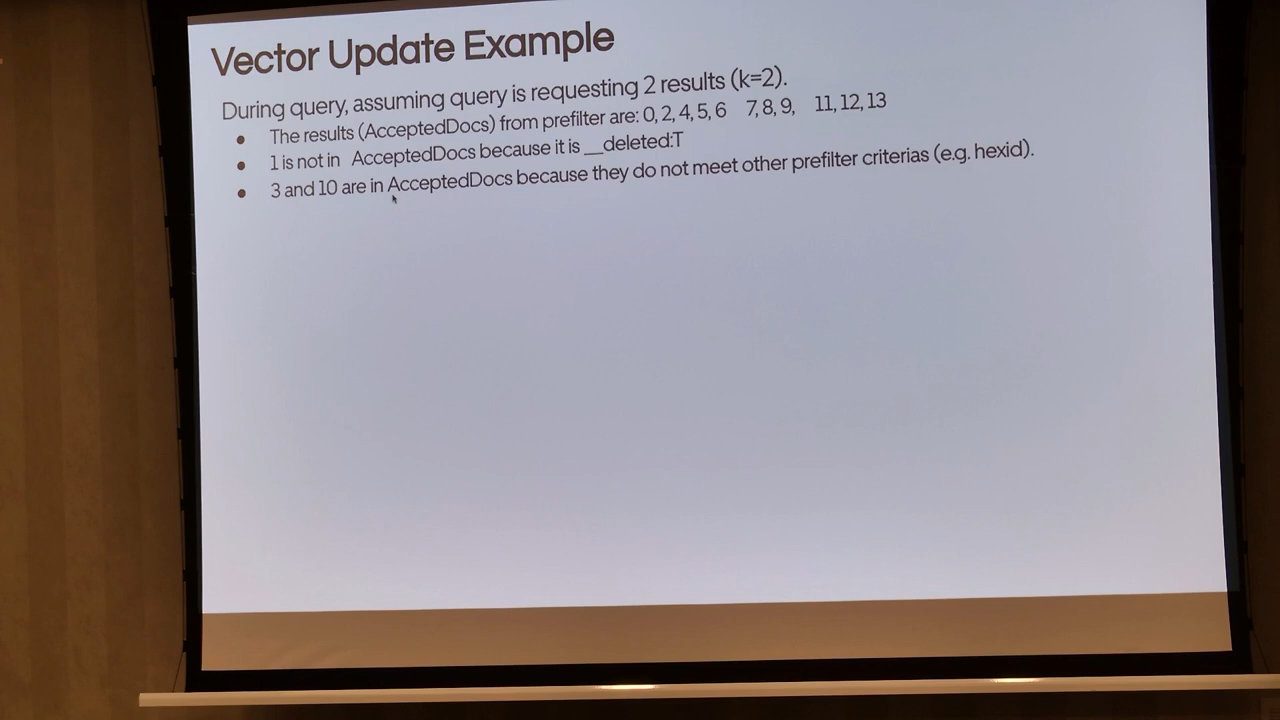 Vector Update Example
During query, assuming query is requesting 2 results (k=2).
● The results (AcceptedDocs) from prefilter are: 0, 2, 4, 5, 6 7, 8, 9, 11, 12, 13
● 1 is not in AcceptedDocs because it is __deleted:T
● 3 and 10 are in AcceptedDocs because they do not meet other prefilter criterias (e.g. hexid).